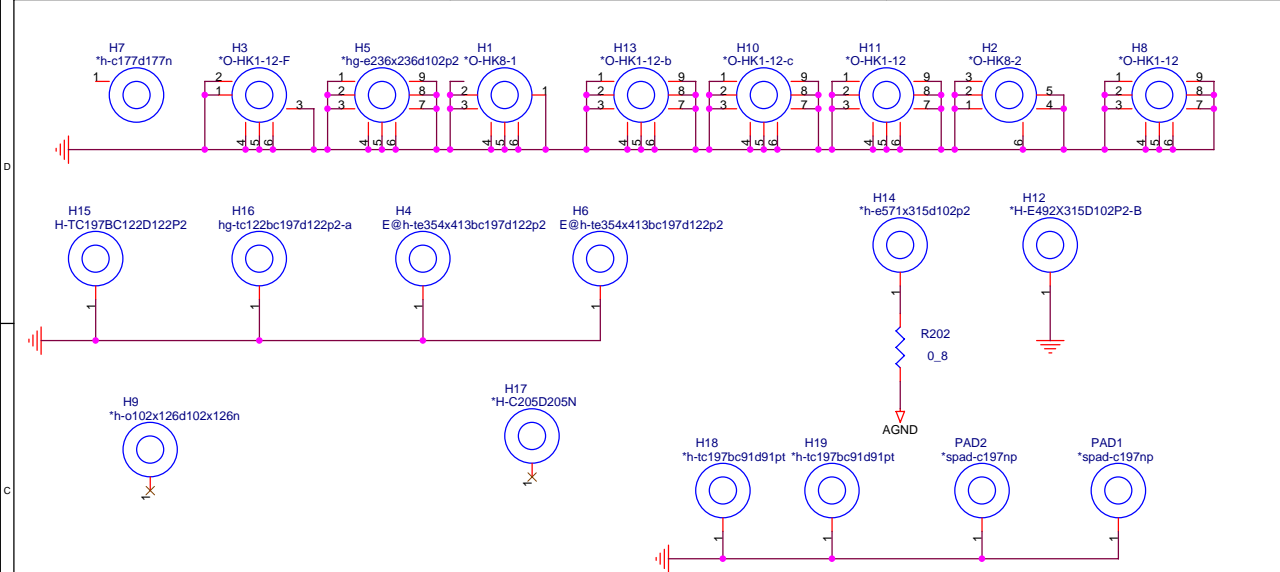 H7 H3 H5 H1 H13 H10 H11 H2 H8
*h-c177d177n *O-HK1-12-F *hg-e236x236d102p2 *O-HK8-1 *O-HK1-12-b *O-HK1-12-c *O-HK1-12 *O-HK8-2 *O-HK1-12
1 2 1 9 1 9 1 9 1 9 3 1 9
1 2 8 2 1 2 8 2 8 2 8 2 5 2 8
3 3 7 3 3 7 3 7 3 7 1 4 3 7
4 5 6 4 5 6 4 5 6 4 5 6 4 5 6 4 5 6 6 4 5 6
D
H15 H16 H4 H6 H14 H12
H-TC197BC122D122P2 hg-tc122bc197d122p2-a E@h-te354x413bc197d122p2 E@h-te354x413bc197d122p2 *h-e571x315d102p2 *H-E492X315D102P2-B
1 1 1 1 1 1
R202
0_8
AGND
H9 H17
*h-o102x126d102x126n *H-C205D205N
1 1
H18 H19 PAD2 PAD1
*h-tc197bc91d91pt *h-tc197bc91d91pt *spad-c197np *spad-c197np
C
1 1 1 1